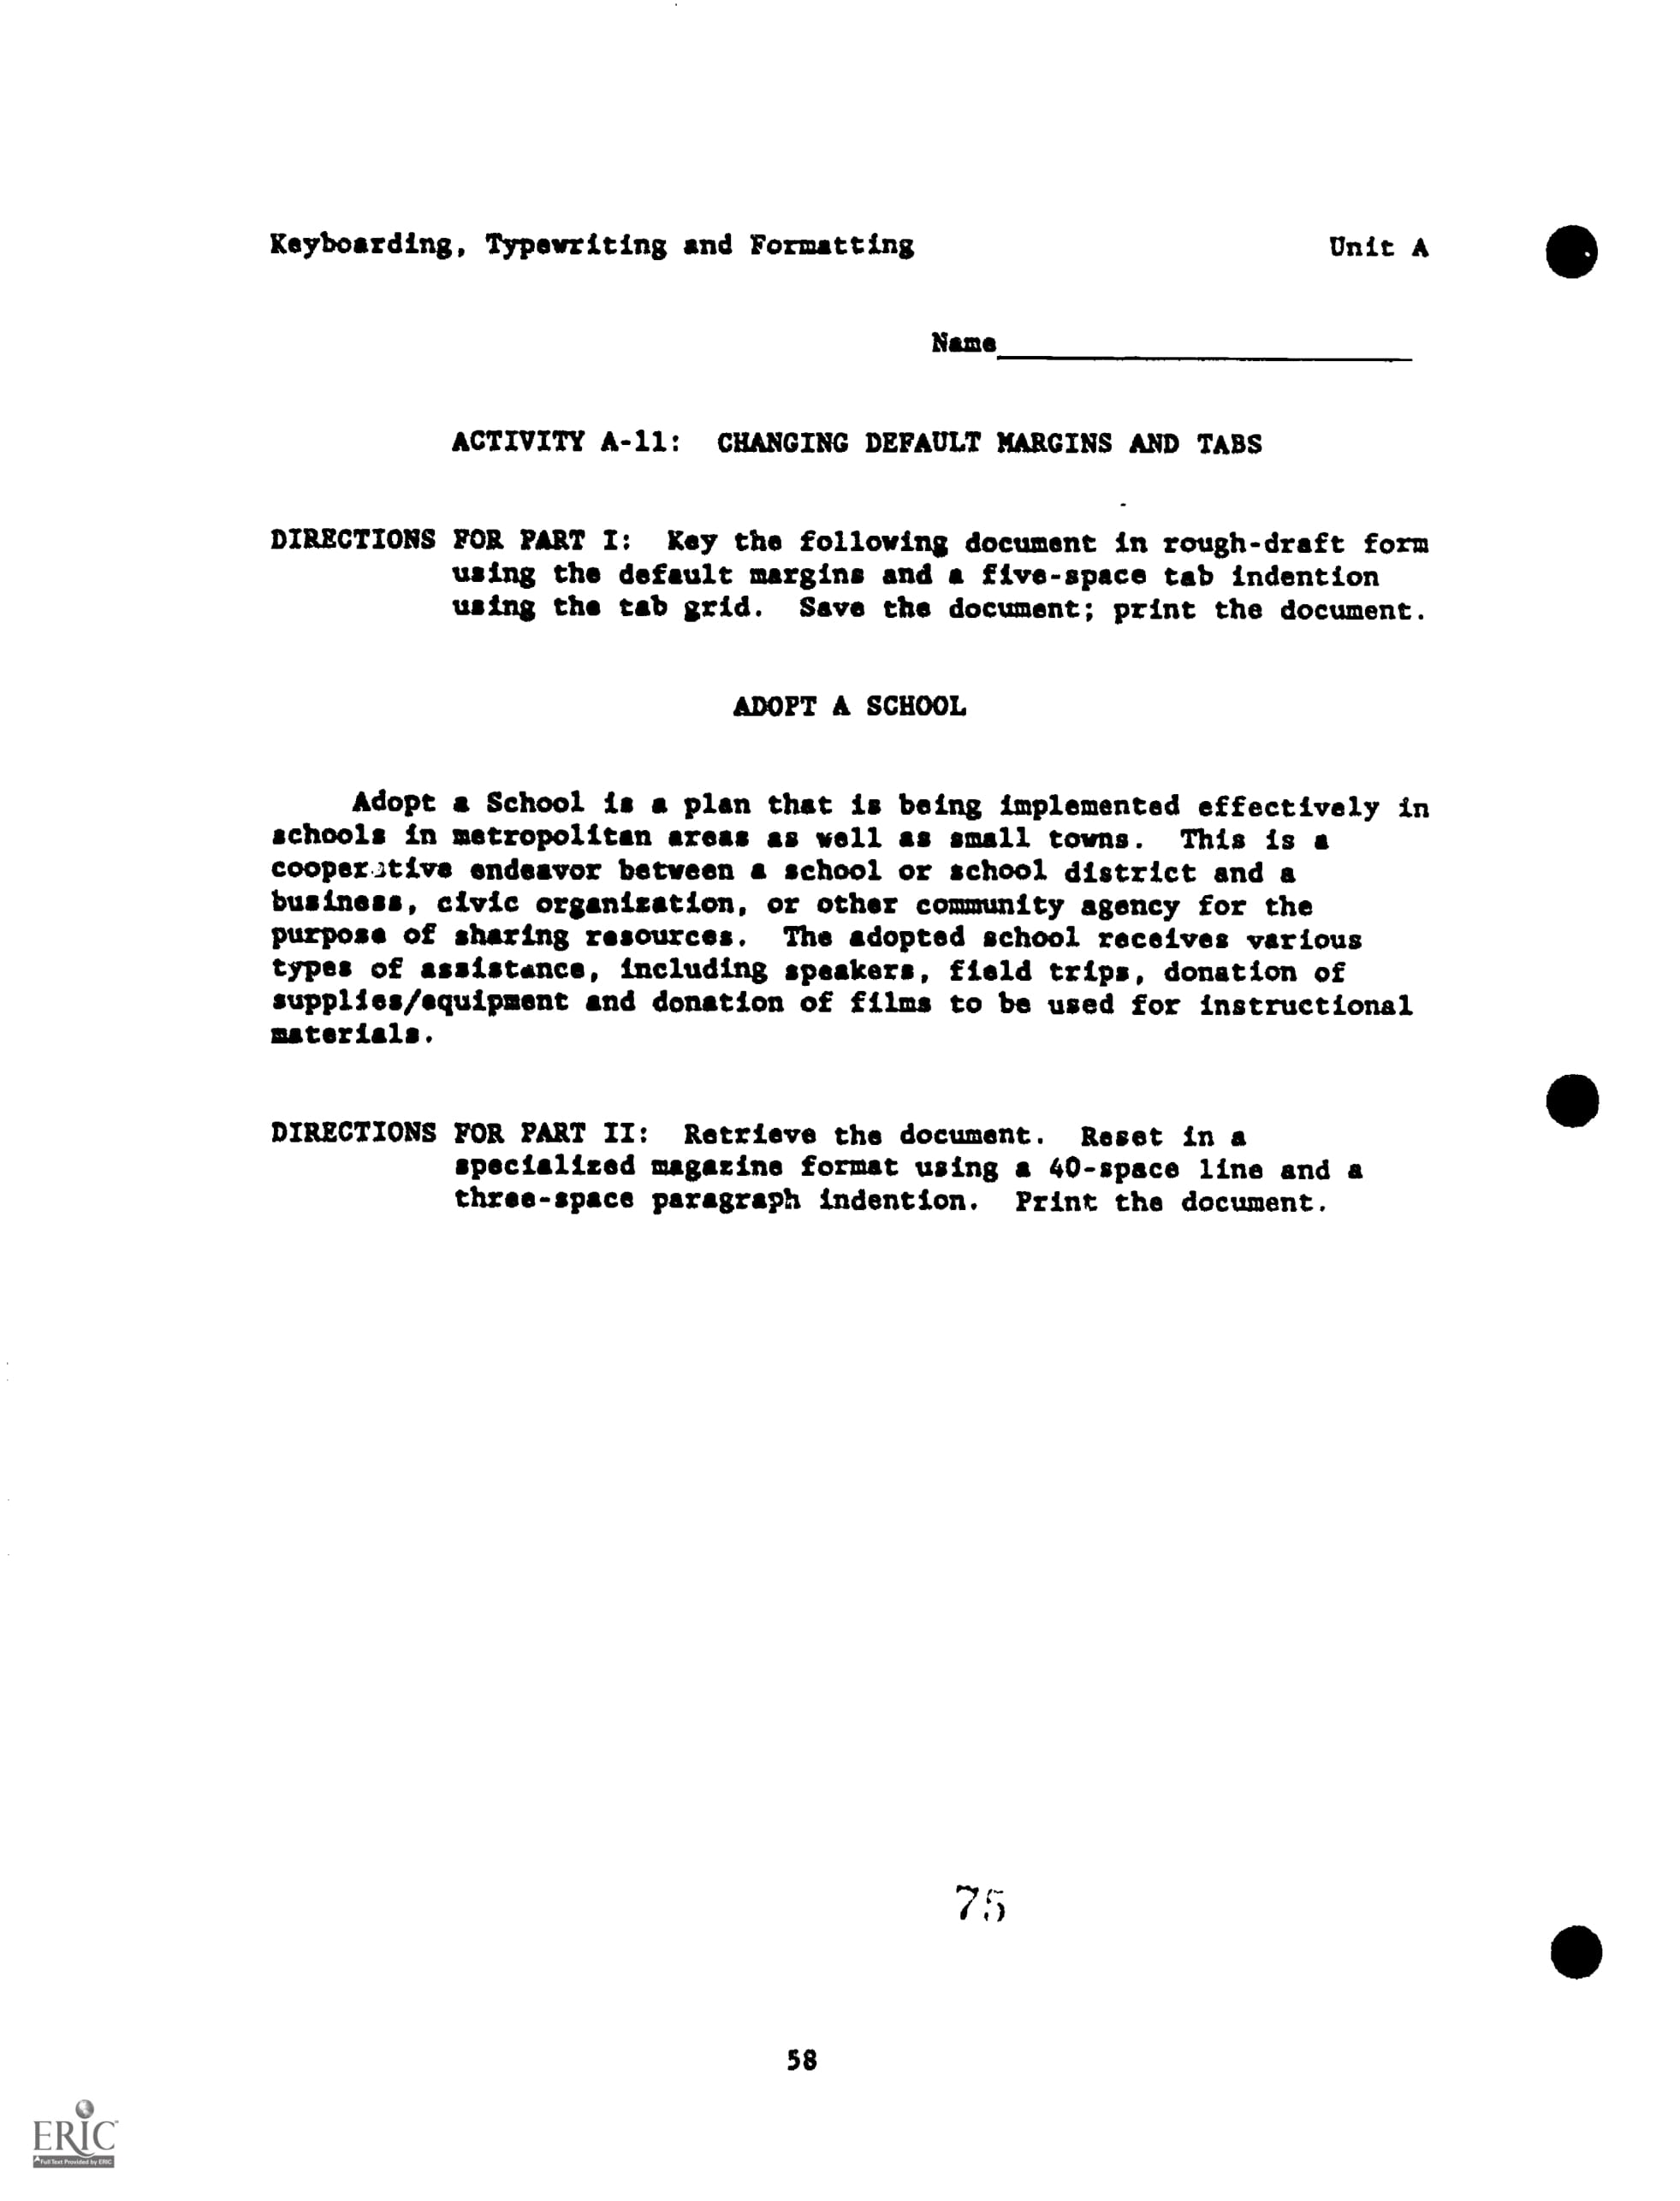 Keyboarding, Typewriting and Formatting Unit A
Name
ACTIVITY A-11: CHANGING DEFAULT MARGINS AND TABS
DIRECTIONS FOR PART I: Key the following document in rough-draft form
using the default margins and a five-space tab indention
using the tab grid. Save the document; print the document.
ADOPT A SCHOOL
Adopt a School is a plan that is being implemented effectively in
schools in metropolitan areas as well as small towns. This is a
cooperative endeavor between a school or school district and a
business, civic organization, or other community agency for the
purpose of sharing resources. The adopted school receives various
types of assistance, including speakers, field trips, donation of
supplies/equipment and donation of films to be used for instructional
materials.
DIRECTIONS FOR PART II: Retrieve the document. Reset in a
specialized magazine format using a 40-space line and a
three-space paragraph indention. Print the document.
75
58
ERIC
Full Text Provided by ERIC